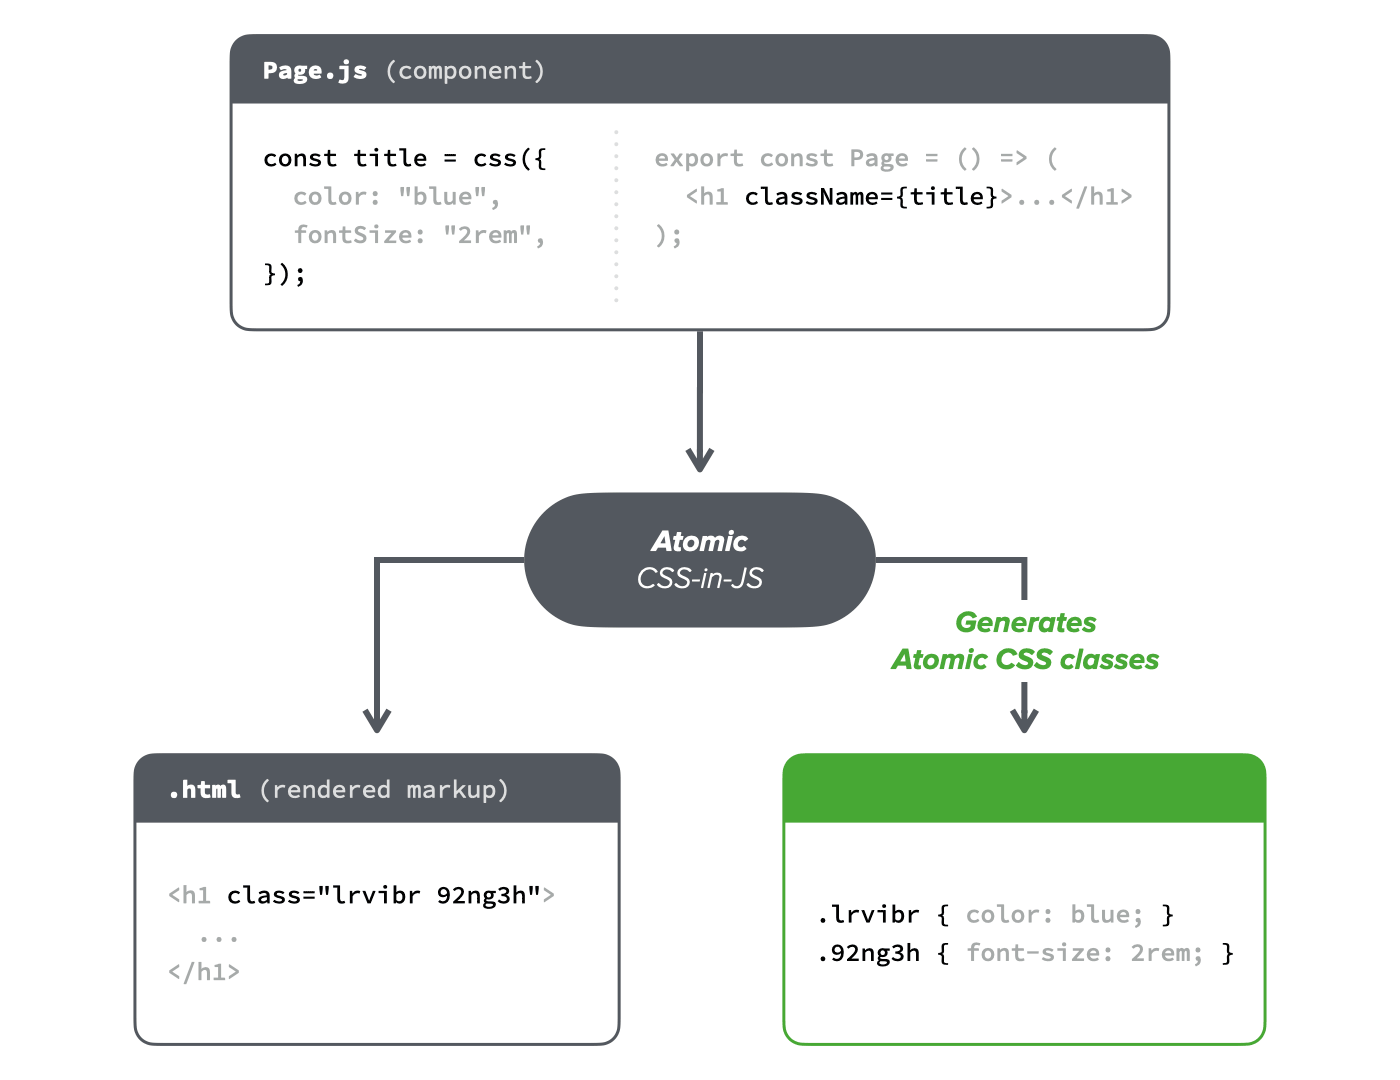 Page.js (component)
const title = css({
  color: "blue",
  fontSize: "2rem",
});
export const Page = () => (
  <h1 className={title}>...</h1>
);
Atomic
CSS-in-JS
Generates
Atomic CSS classes
.html (rendered markup)
<h1 class="lrvibr 92ng3h">
  ...
</h1>
.lrvibr { color: blue; }
.92ng3h { font-size: 2rem; }